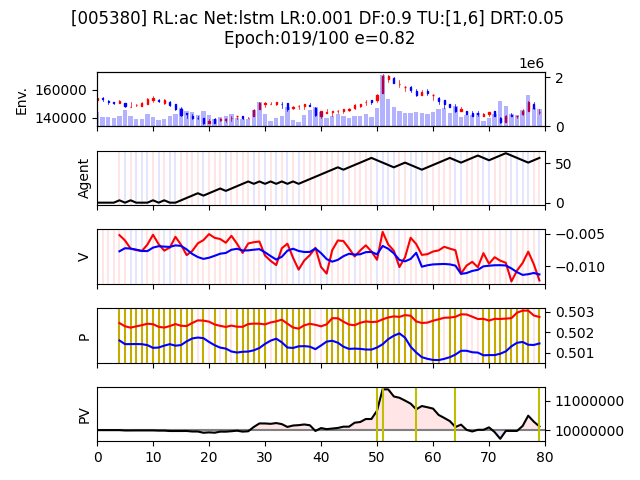 [005380] RL:ac Net:lstm LR:0.001 DF:0.9 TU:[1,6] DRT:0.05
Epoch:019/100 e=0.82
1e6
Env.
160000
140000
2
0
Agent
50
0
V
−0.005
−0.010
P
0.503
0.502
0.501
PV
11000000
10000000
0 10 20 30 40 50 60 70 80